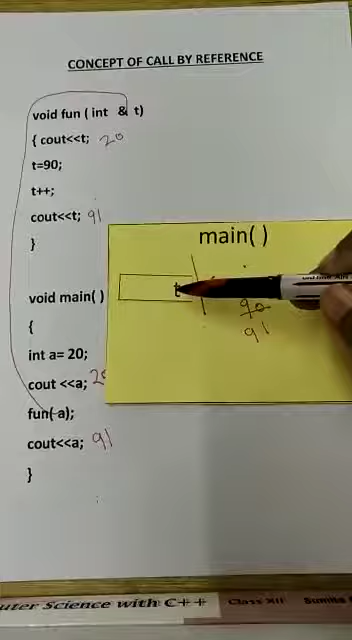 CONCEPT OF CALL BY REFERENCE
void fun ( int & t)
{ cout<<t; 20
t=90;
t++;
cout<<t; 91
}
void main( )
{
int a= 20;
cout <<a; 20
fun( a);
cout<<a; 91
}
main( )
t
90
91
uter Science with C++ Class XII Sumita